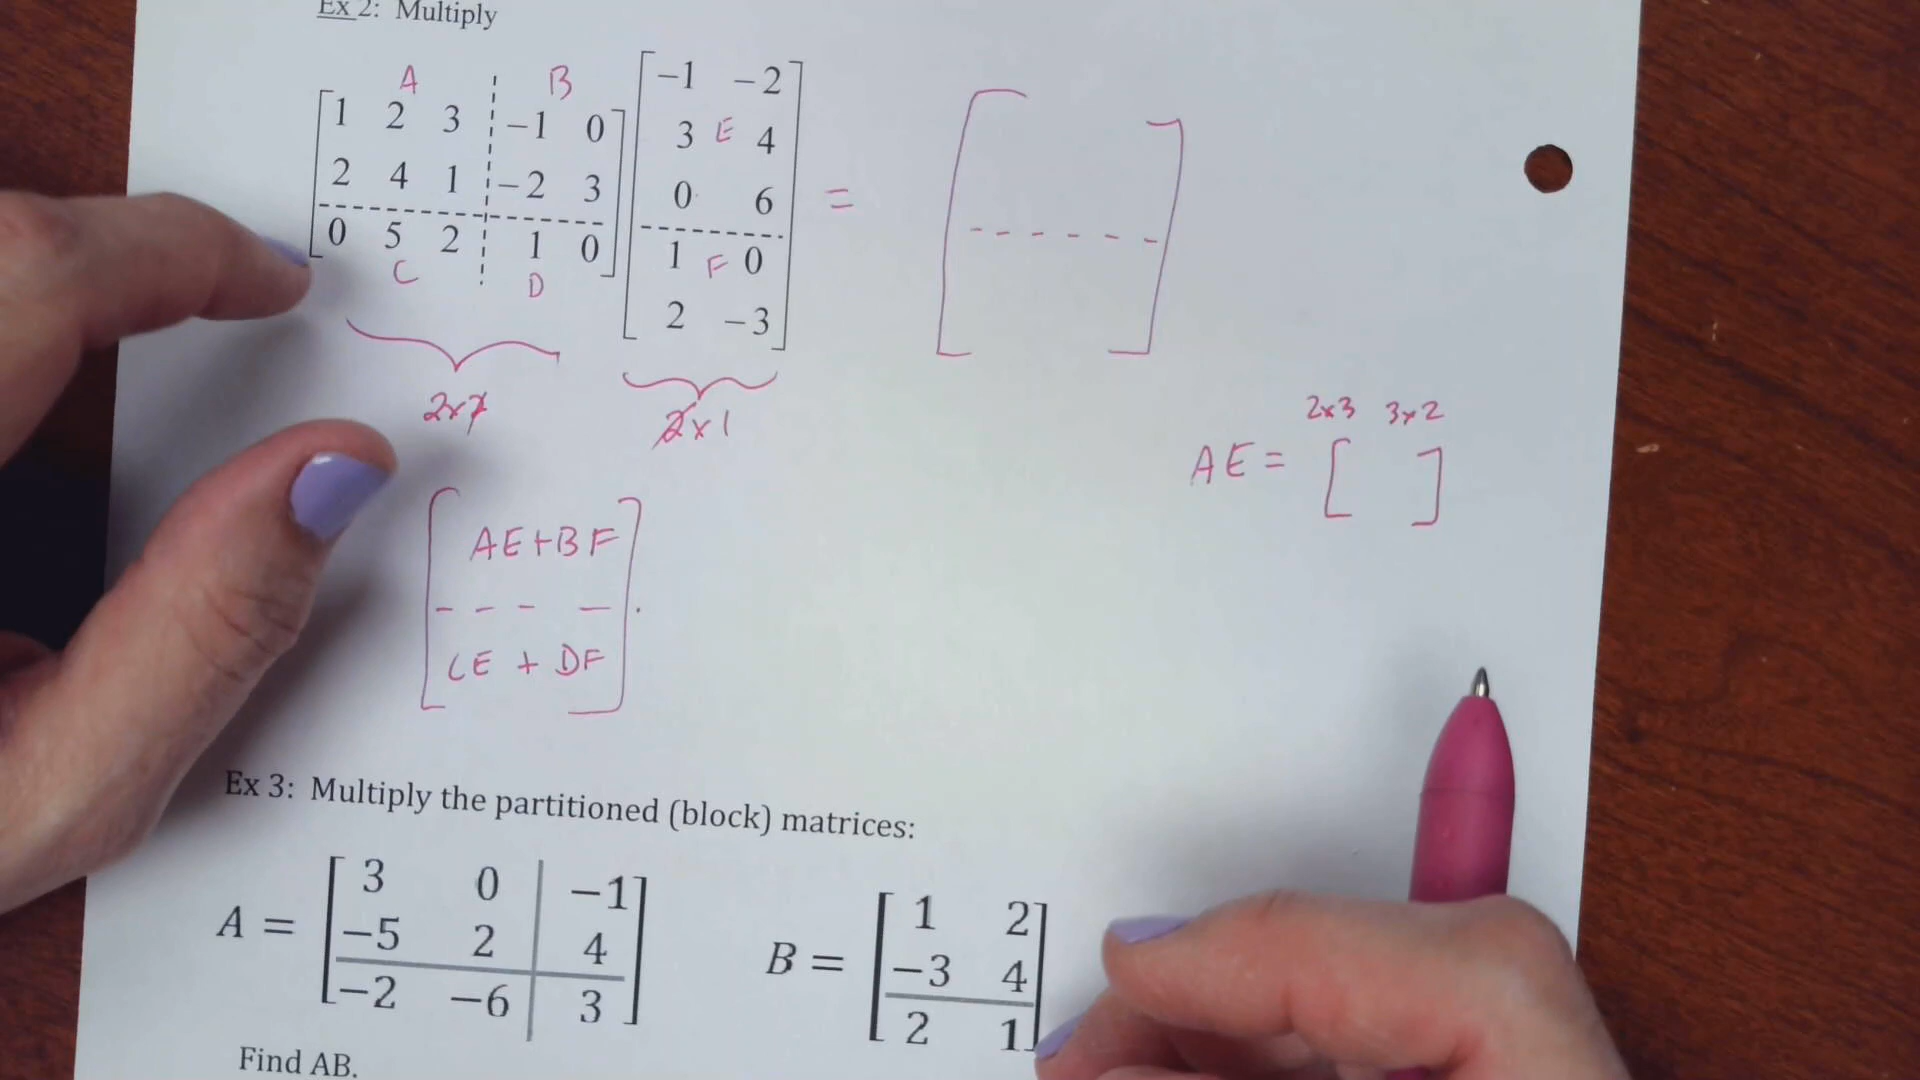 Ex 2: Multiply
A B
1 2 3 -1 0
2 4 1 -2 3
0 5 2 1 0
C D
-1 -2
3 E 4
0 6
1 F 0
2 -3
=
2x2 2x1
AE+BF
CE + DF
2x3 3x2
AE = [ ]
Ex 3: Multiply the partitioned (block) matrices:
A =
3 0 -1
-5 2 4
-2 -6 3
B =
1 2
-3 4
2 1
Find AB.